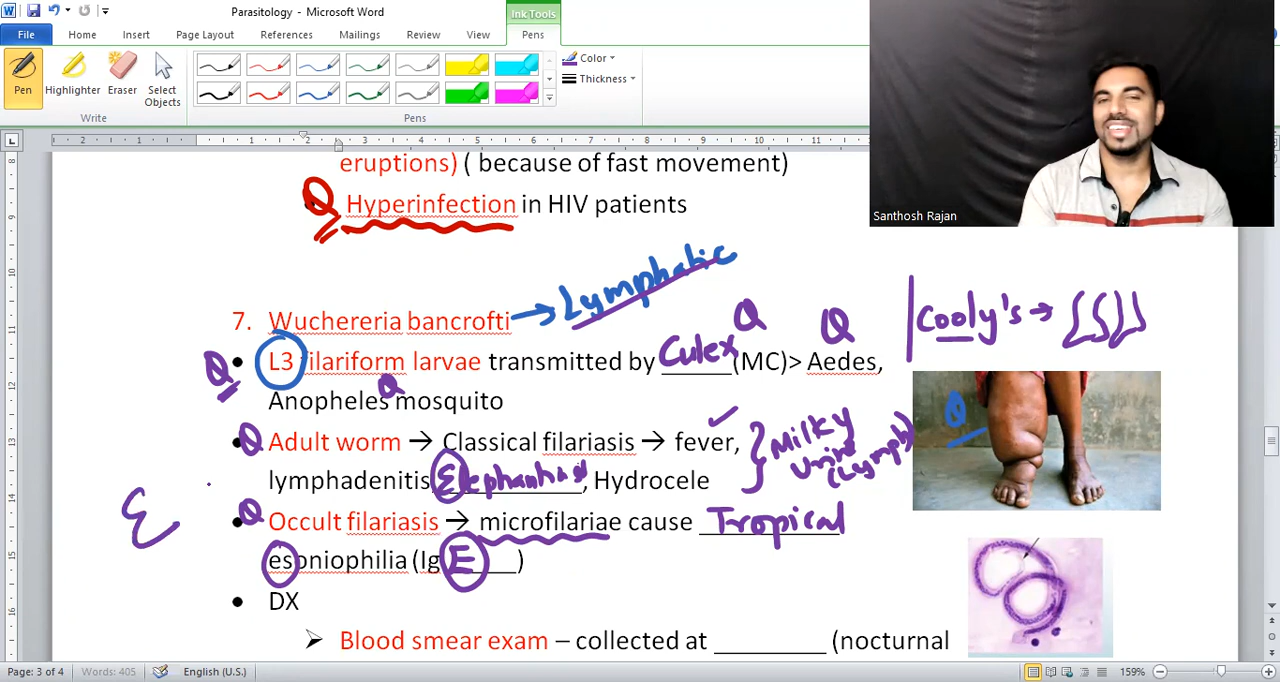 Parasitology - Microsoft Word
Ink Tools
File Home Insert Page Layout References Mailings Review View Pens
Pen Highlighter Eraser Select Objects
Color
Thickness
Write
Pens
Santhosh Rajan
eruptions) ( because of fast movement)
Q Hyperinfection in HIV patients
7. Wuchereria bancrofti → Lymphatic
Cooly's →
Q L3 filariform larvae transmitted by Culex Q (MC)> Aedes, Q
Anopheles Q mosquito
Q Adult worm → Classical filariasis → fever,
lymphadenitis, Elephantiasis, Hydrocele
Milky
Urine
(Lymph)
Q
Q Occult filariasis → microfilariae cause Tropical
esoniophilia (Ig E )
E
DX
Blood smear exam – collected at ________ (nocturnal
Page: 3 of 4 Words: 405 English (U.S.) 159%